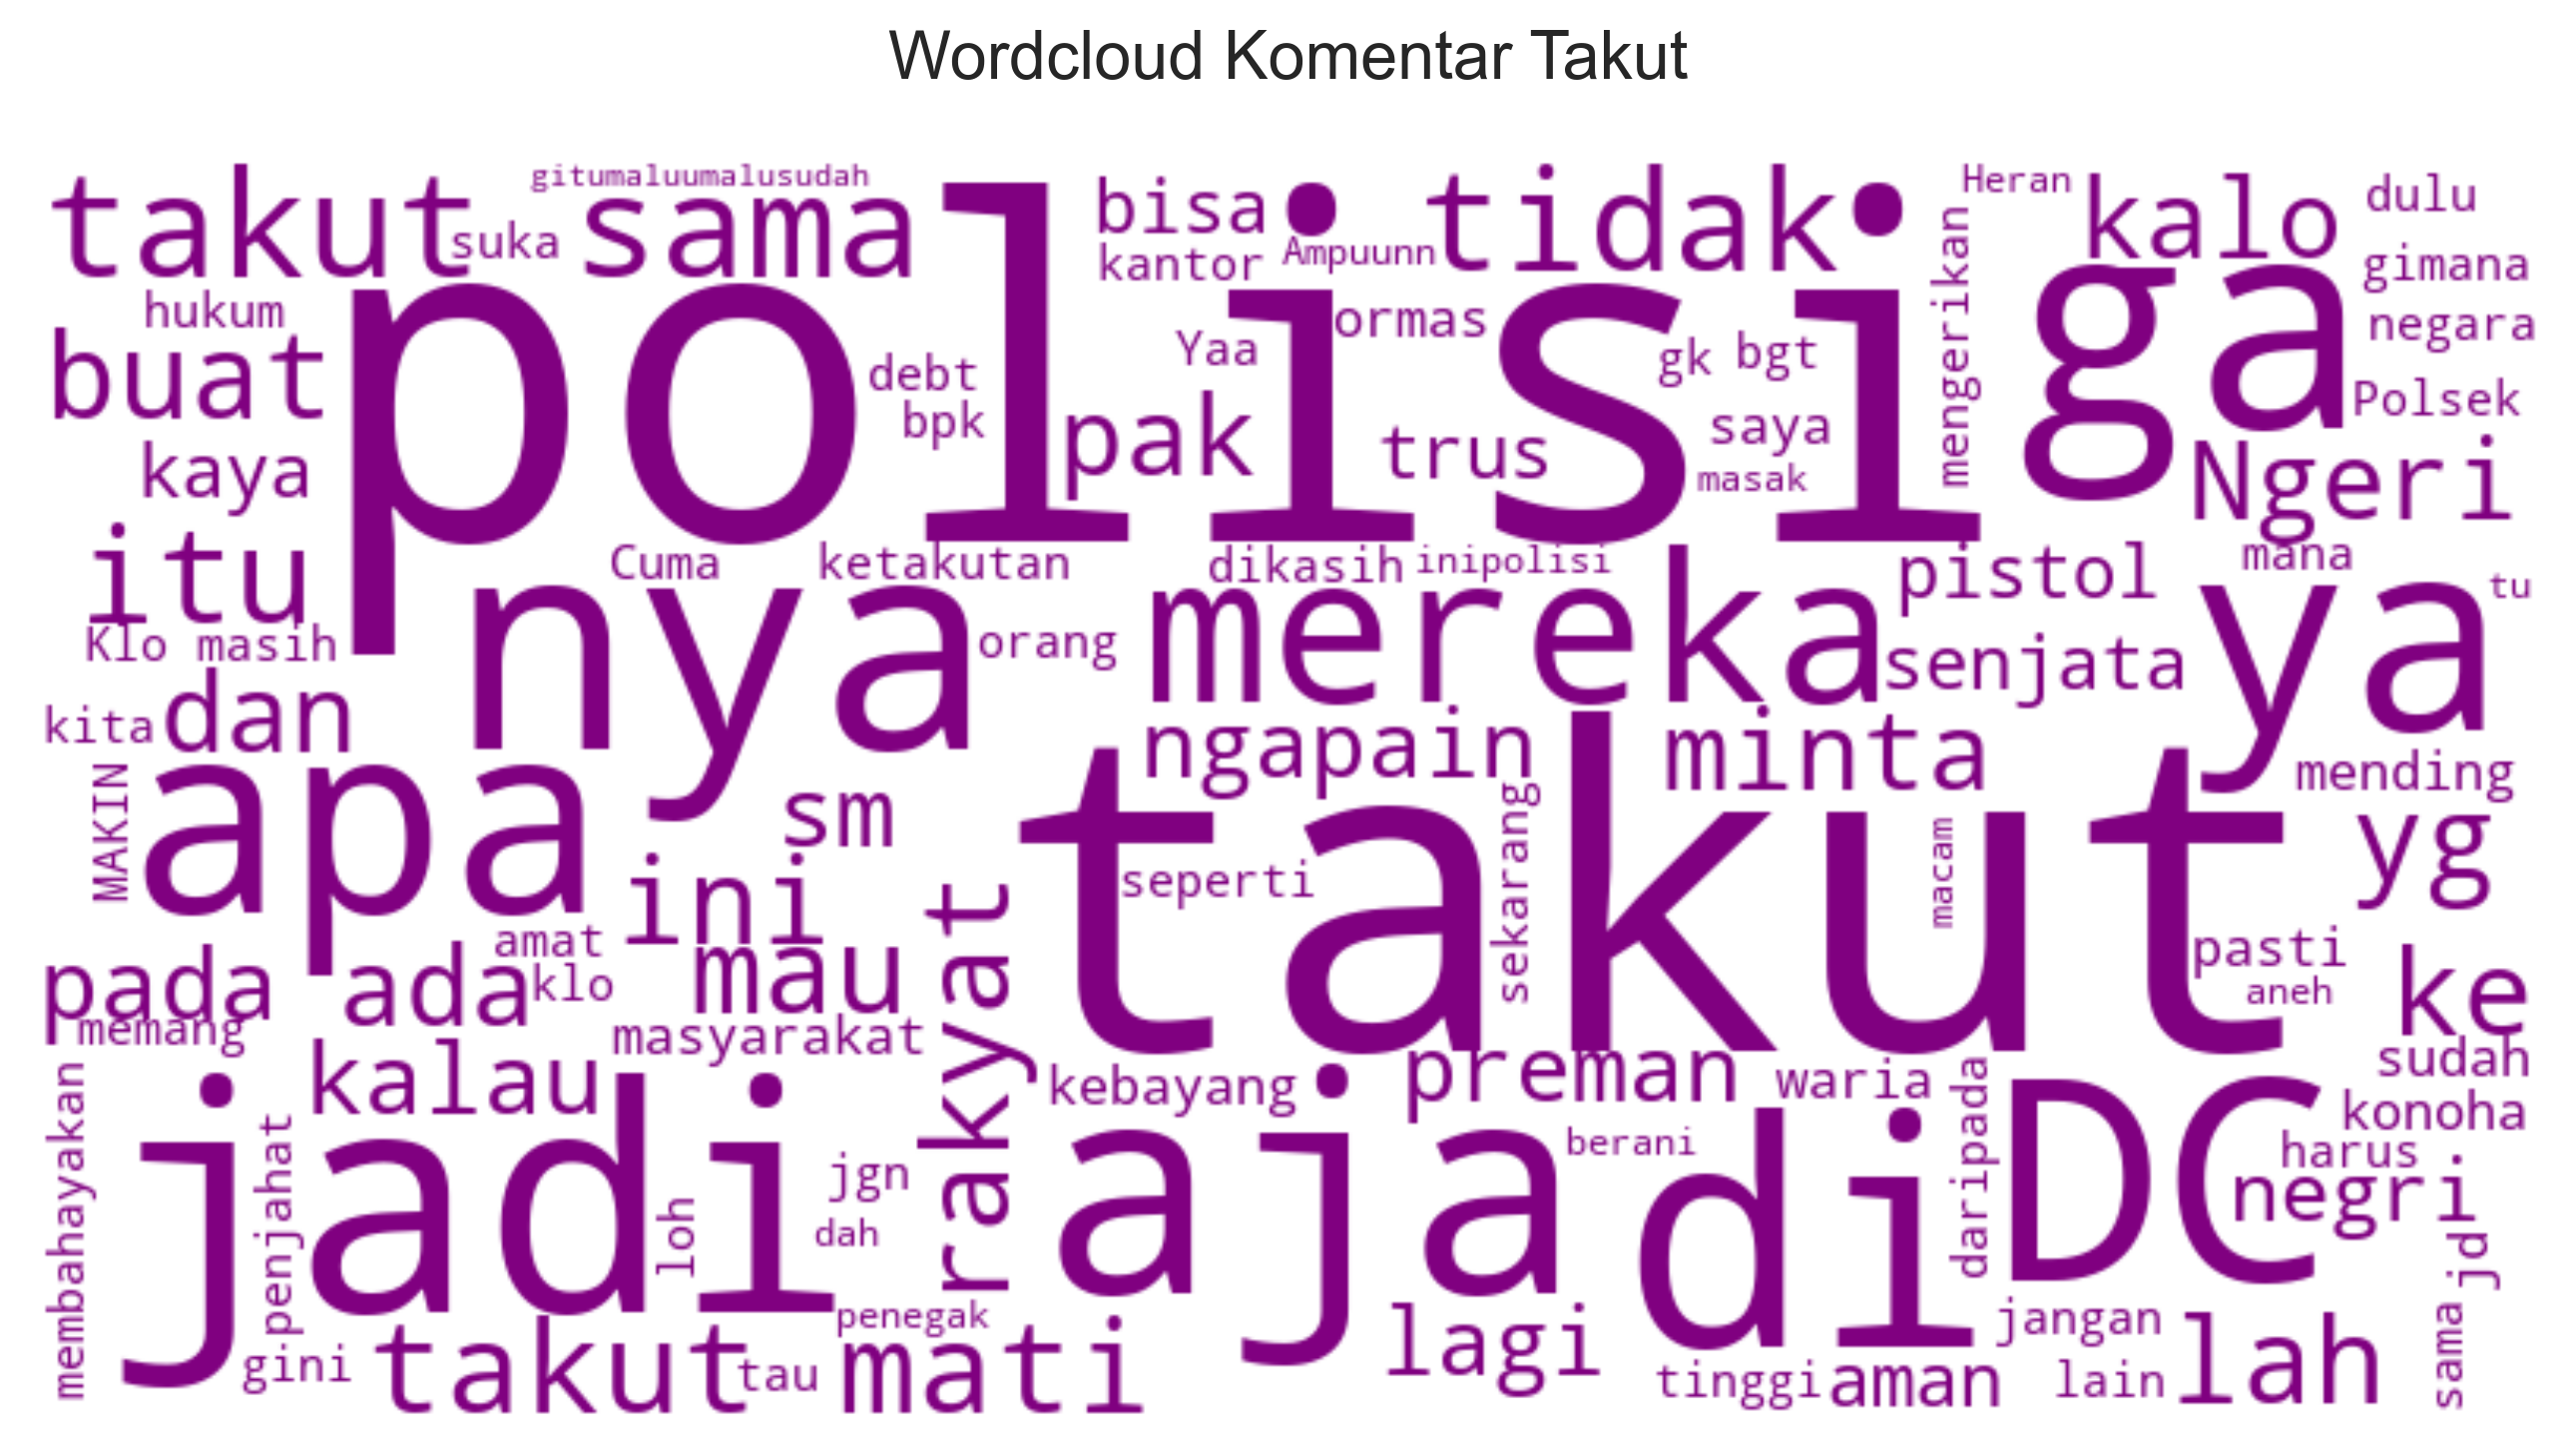 Wordcloud Komentar Takut
takut
suka
gitumaluumalusudah
sama
polisi
bisa
kantor
Ampuunn
tidak
Heran
kalo
dulu
gimana
negara
Polsek
hukum
buat
kaya
debt
bpk
Yaa
ormas
pak
trus
gk
bgt
saya
masak
mengerikan
ga
Ngeri
itu
Klo masih
Cuma
ketakutan
dikasih
inipolisi
pistol
mana
tu
nya
orang
mereka
senjata
ya
kita
dan
ngapain
minta
mending
MAKIN
apa
sm
ini
rakyat
takut
seperti
sekarang
macam
yg
pasti
aneh
ke
pada
memang
ada
amat
klo
mau
masyarakat
kalau
kebayang
preman
waria
sudah
konoha
harus
negri
membahayakan
penjahat
jadi
loh
jgn
dah
aja
berani
di
daripada
DC
jd
sama
gini
takut
tau
penegak
mati
lagi
tinggi
aman
jangan
lain
lah